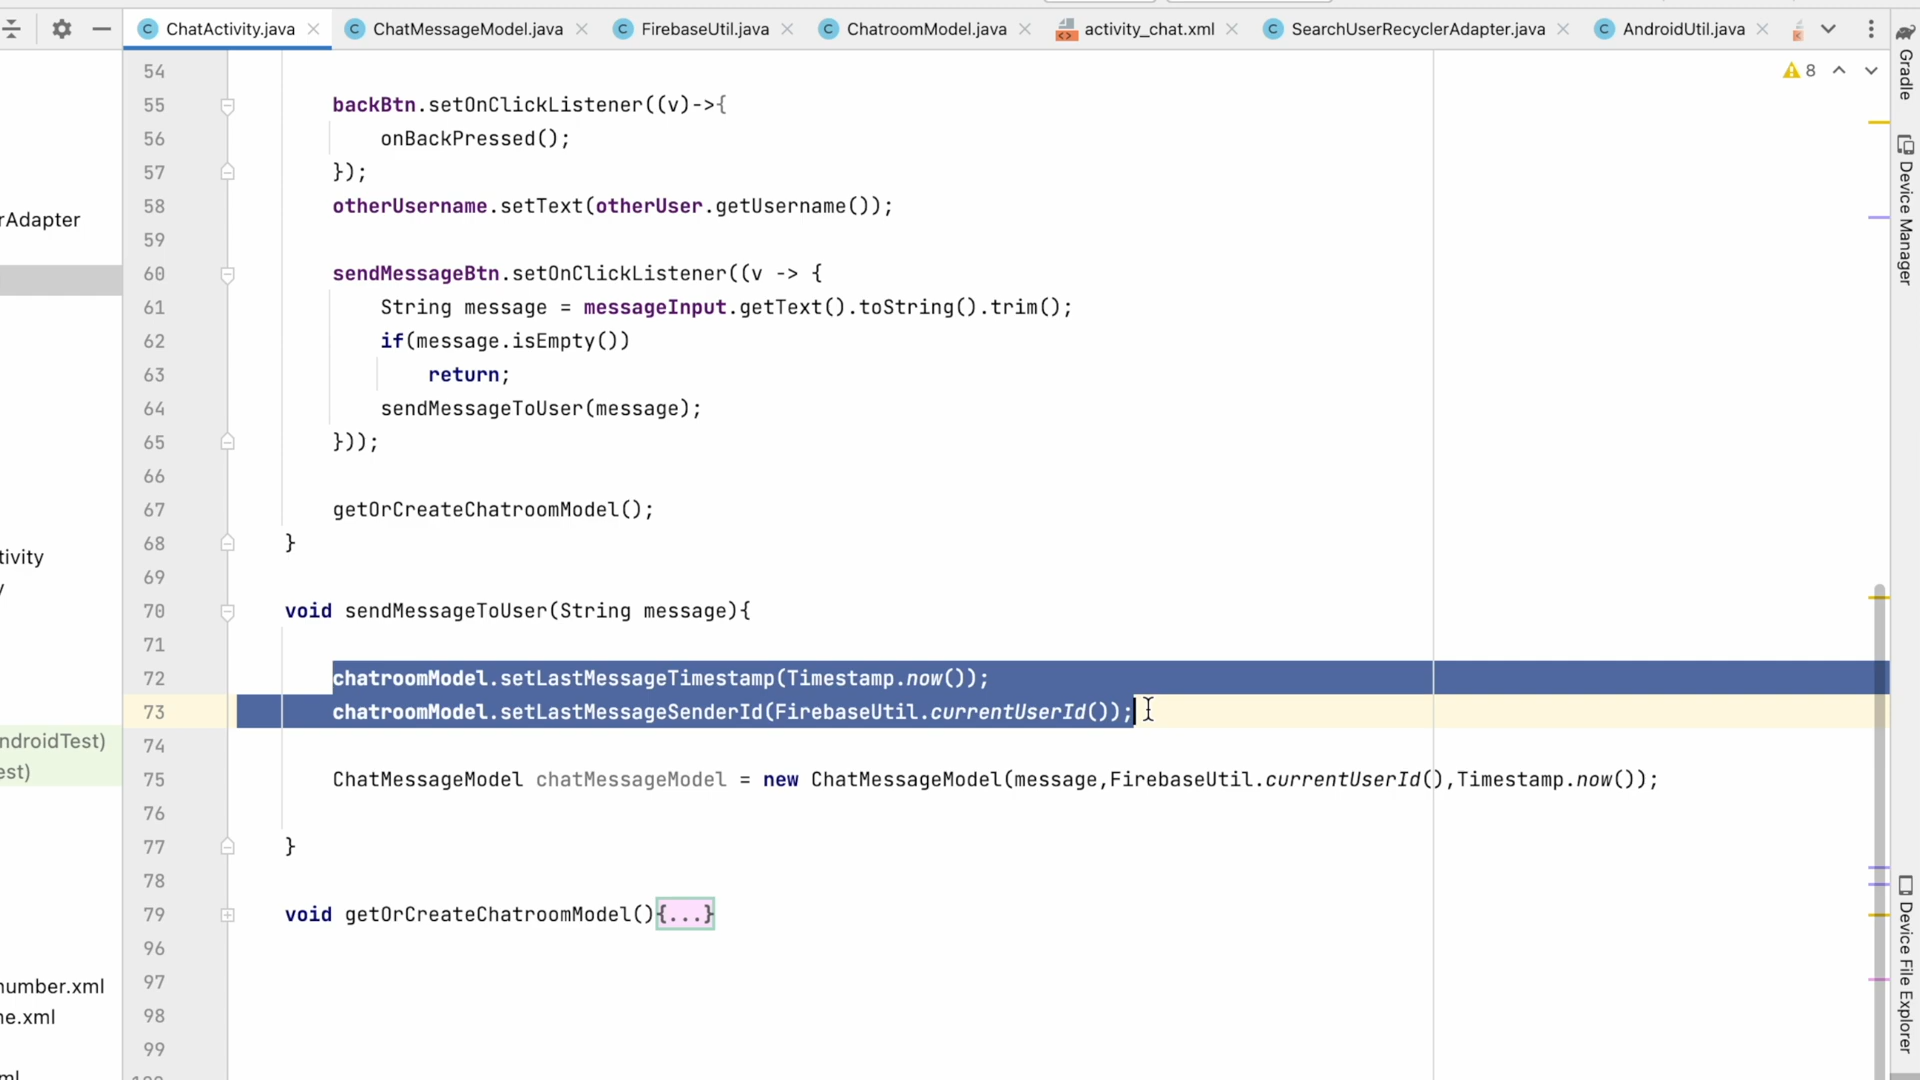 ChatActivity.java ChatMessageModel.java FirebaseUtil.java ChatroomModel.java activity_chat.xml SearchUserRecyclerAdapter.java AndroidUtil.java
8
Gradle
Device Manager
Device File Explorer
rAdapter
tivity
y
ndroidTest)
est)
number.xml
ne.xml
ml
54
55 backBtn.setOnClickListener((v)->{
56 onBackPressed();
57 });
58 otherUsername.setText(otherUser.getUsername());
59
60 sendMessageBtn.setOnClickListener((v -> {
61 String message = messageInput.getText().toString().trim();
62 if(message.isEmpty())
63 return;
64 sendMessageToUser(message);
65 }));
66
67 getOrCreateChatroomModel();
68 }
69
70 void sendMessageToUser(String message){
71
72 chatroomModel.setLastMessageTimestamp(Timestamp.now());
73 chatroomModel.setLastMessageSenderId(FirebaseUtil.currentUserId());
74
75 ChatMessageModel chatMessageModel = new ChatMessageModel(message,FirebaseUtil.currentUserId(),Timestamp.now());
76
77 }
78
79 void getOrCreateChatroomModel(){...}
96
97
98
99